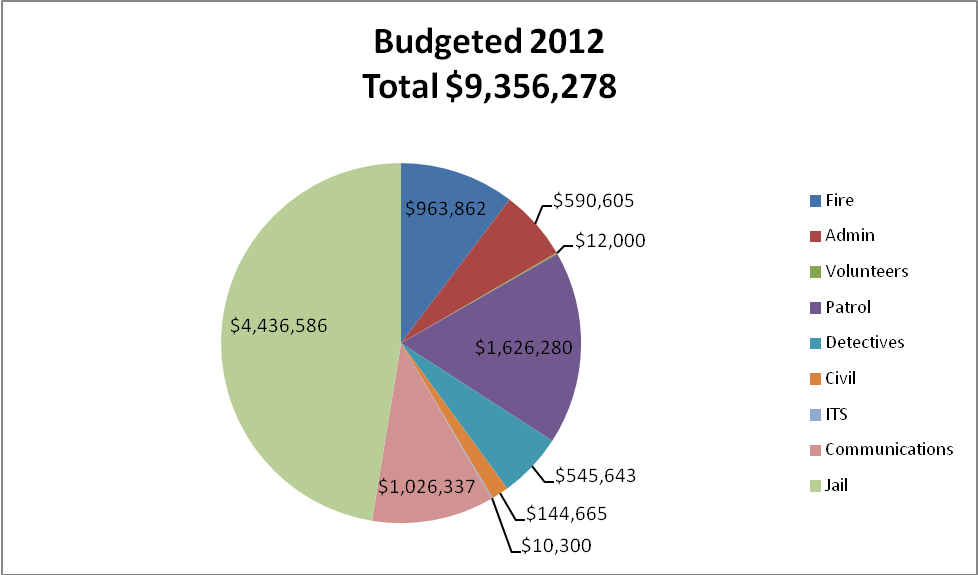 Budgeted 2012
Total $9,356,278
$963,862
$590,605
$12,000
$1,626,280
$545,643
$144,665
$10,300
$1,026,337
$4,436,586
Fire
Admin
Volunteers
Patrol
Detectives
Civil
ITS
Communications
Jail